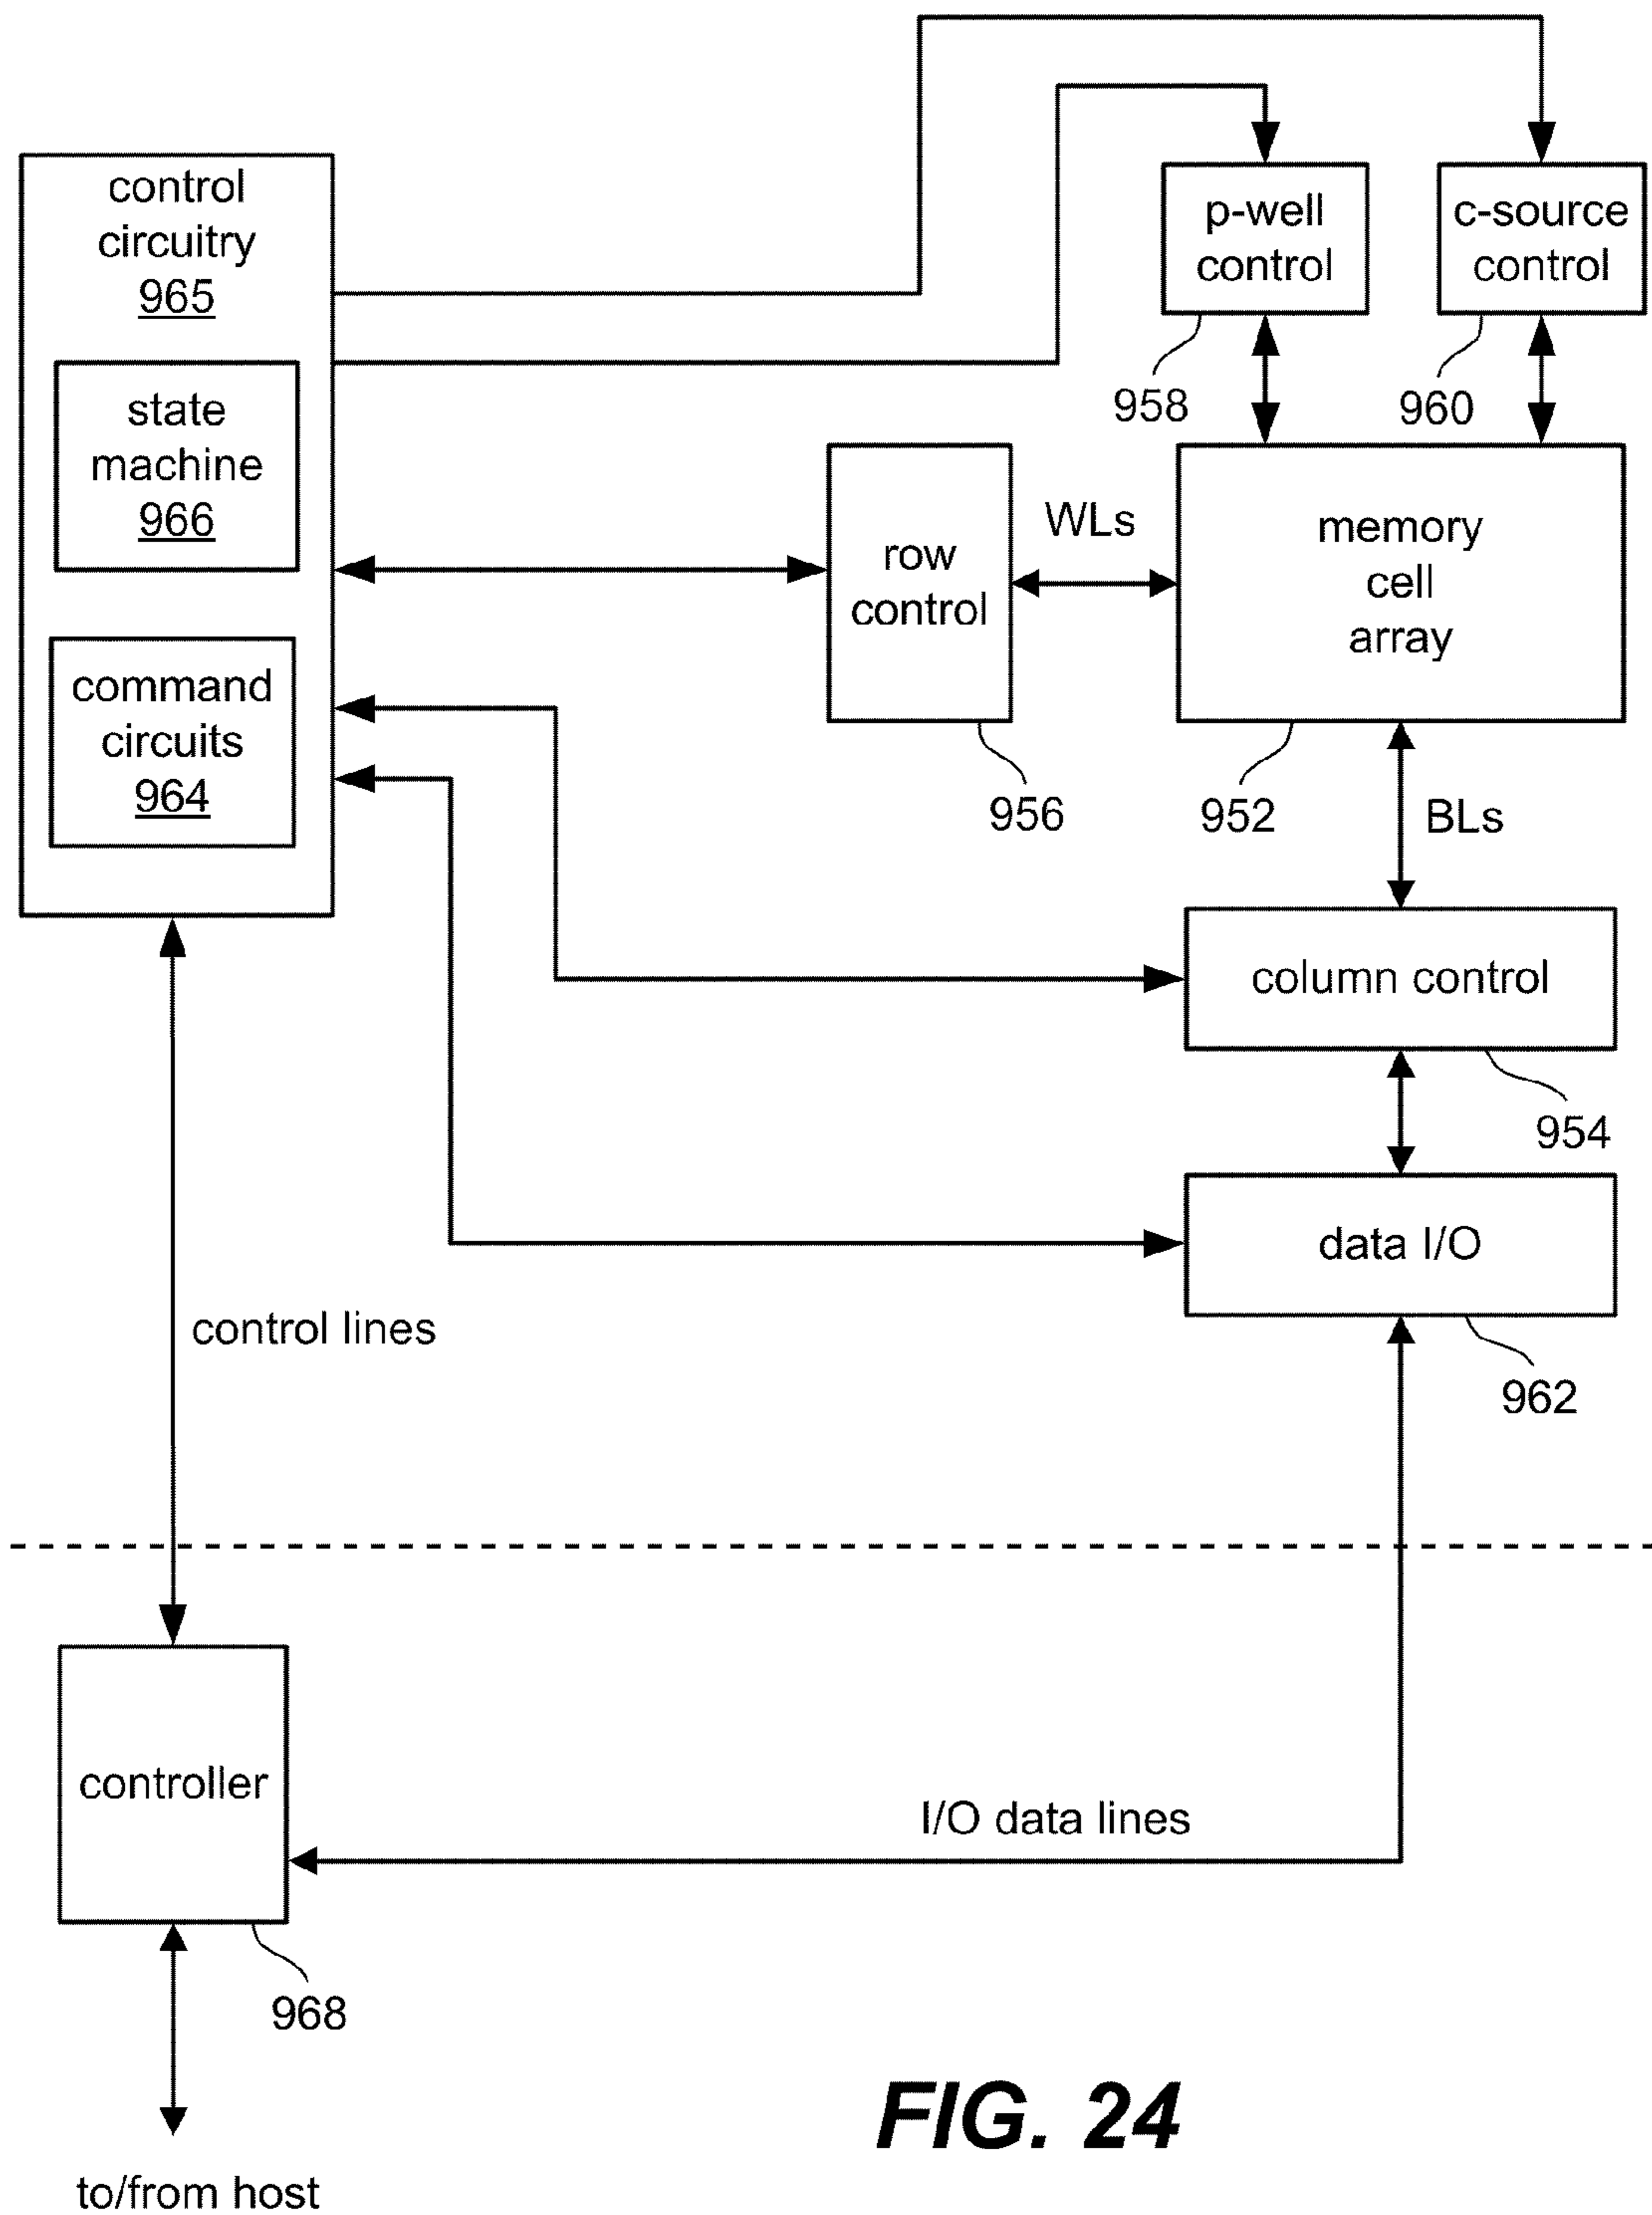 control
circuitry
965
state
machine
966
command
circuits
964
p-well
control
958
c-source
control
960
row
control
956
WLs
memory
cell
array
952
BLs
column control
954
data I/O
962
control lines
controller
968
I/O data lines
to/from host
FIG. 24